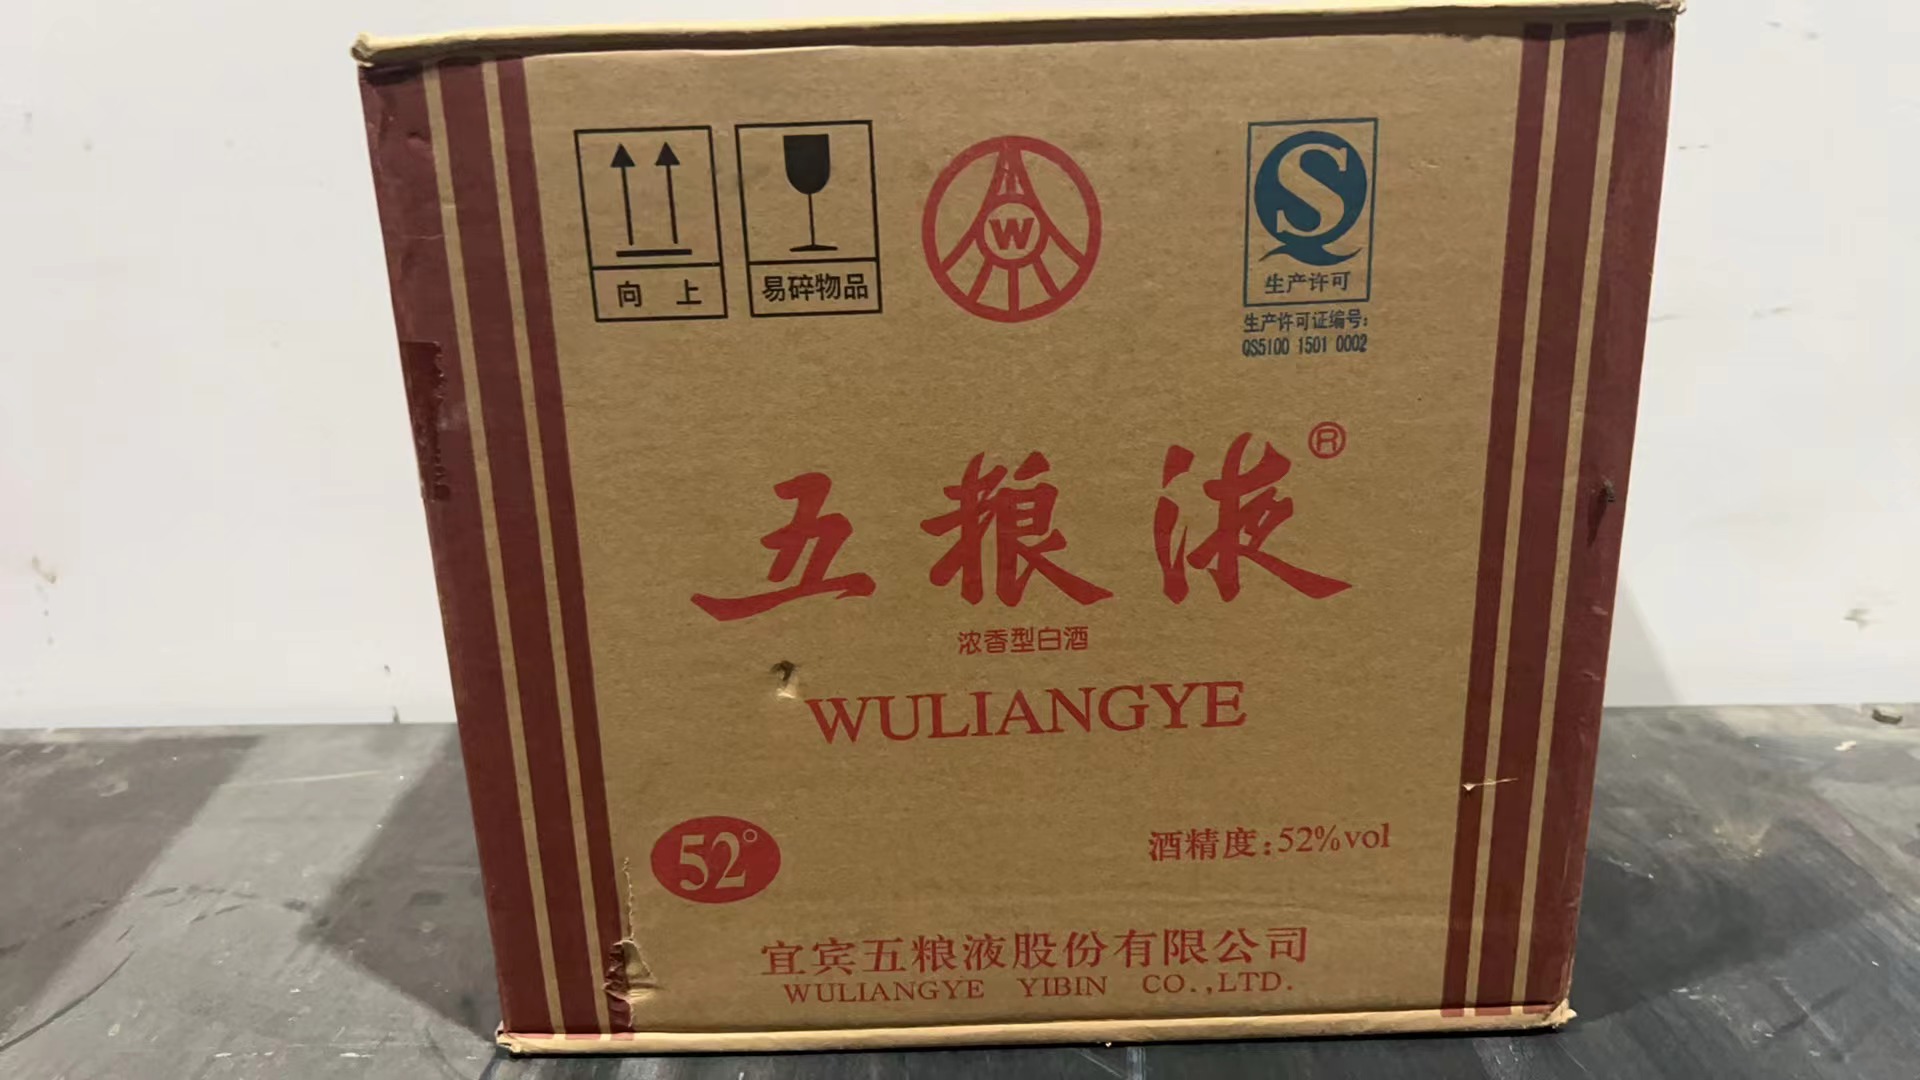 向 上
易碎物品
W
S
生产许可
生产许可证编号:
QS5100 1501 0002
五粮液®
浓香型白酒
WULIANGYE
52°
酒精度:52%vol
宜宾五粮液股份有限公司
WULIANGYE YIBIN CO.,LTD.